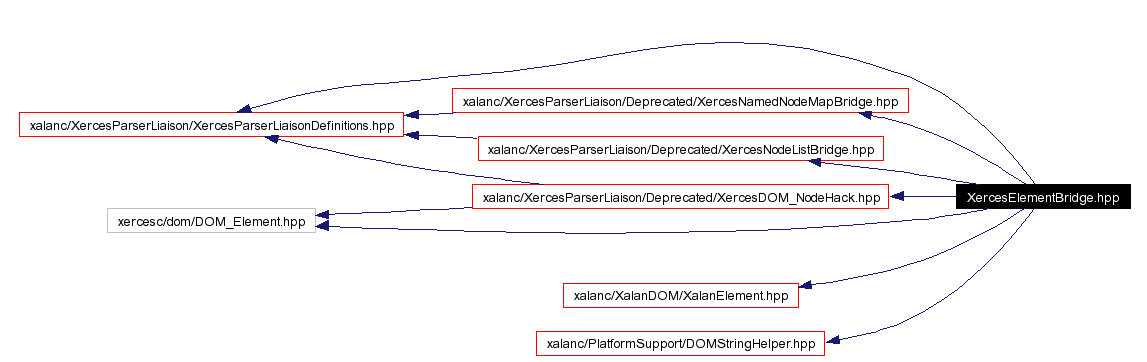 xalanc/XercesParserLiaison/Deprecated/XercesNamedNodeMapBridge.hpp
xalanc/XercesParserLiaison/XercesParserLiaisonDefinitions.hpp
xalanc/XercesParserLiaison/Deprecated/XercesNodeListBridge.hpp
xalanc/XercesParserLiaison/Deprecated/XercesDOM_NodeHack.hpp
XercesElementBridge.hpp
xercesc/dom/DOM_Element.hpp
xalanc/XalanDOM/XalanElement.hpp
xalanc/PlatformSupport/DOMStringHelper.hpp